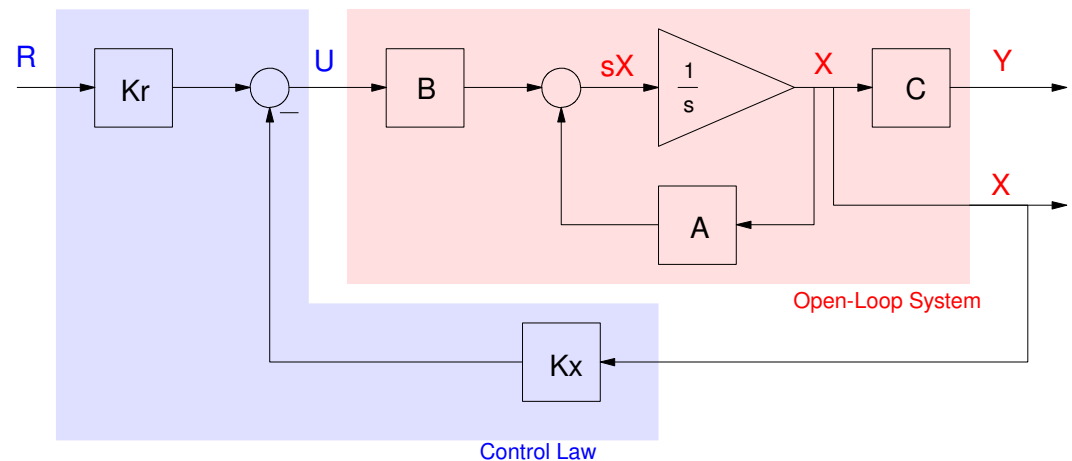 R
Kr
U
B
sX
1
s
X
C
Y
X
A
Open-Loop System
Kx
Control Law